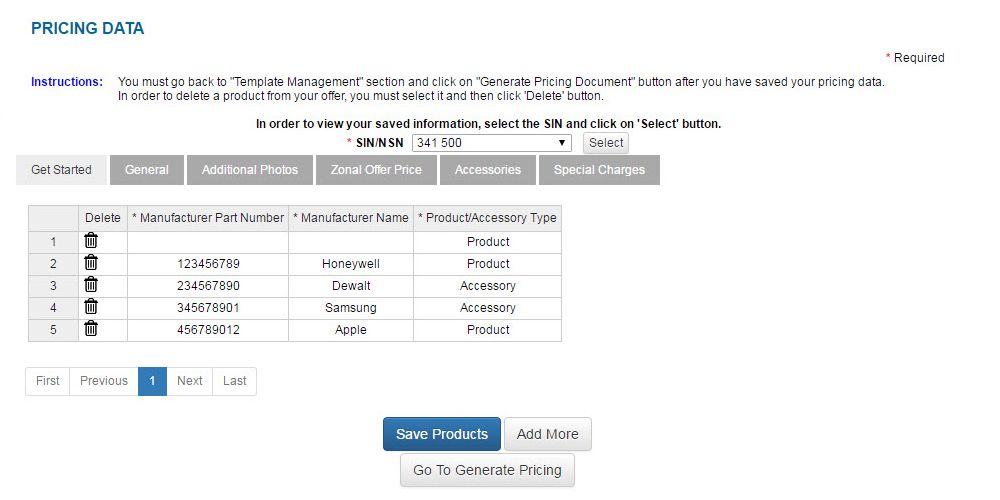 PRICING DATA
* Required
Instructions: You must go back to "Template Management" section and click on "Generate Pricing Document" button after you have saved your pricing data.
In order to delete a product from your offer, you must select it and then click 'Delete' button.
In order to view your saved information, select the SIN and click on 'Select' button.
* SIN/NSN 341 500 Select
Get Started General Additional Photos Zonal Offer Price Accessories Special Charges
Delete * Manufacturer Part Number * Manufacturer Name * Product/Accessory Type
1 Product
2 123456789 Honeywell Product
3 234567890 Dewalt Accessory
4 345678901 Samsung Accessory
5 456789012 Apple Product
First Previous 1 Next Last
Save Products Add More
Go To Generate Pricing